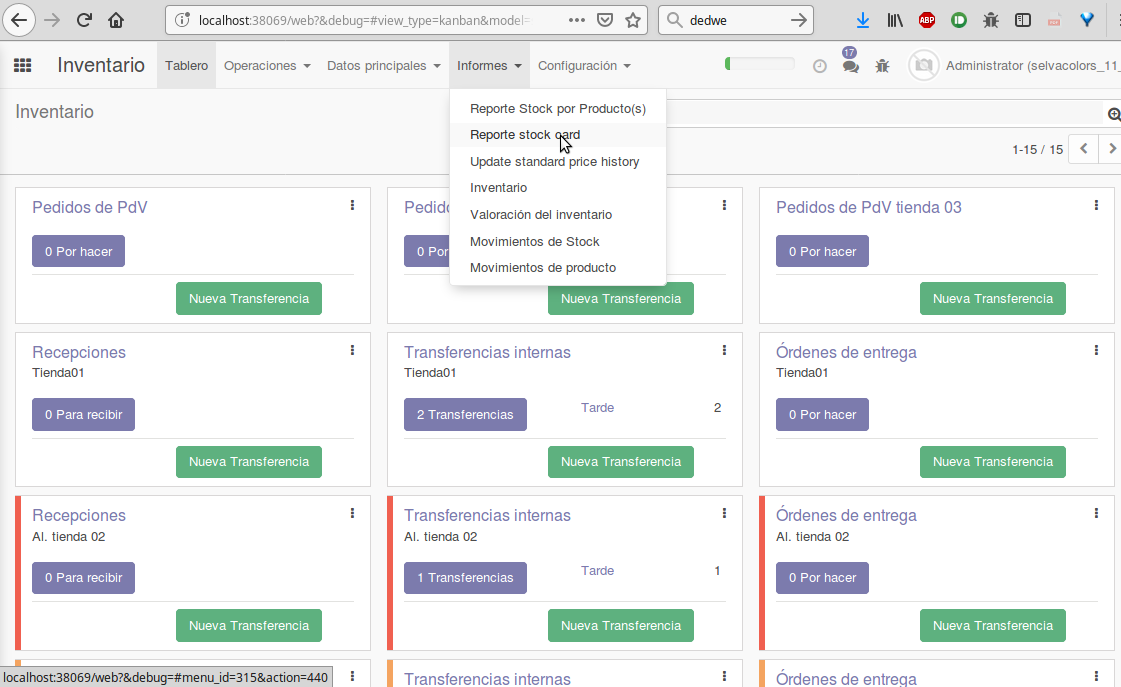 localhost:38069/web?&debug=#view_type=kanban&model=
dedwe
ABP
Inventario
Tablero
Operaciones
Datos principales
Informes
Configuración
17
Administrator (selvacolors_11_
Inventario
Reporte Stock por Producto(s)
Reporte stock card
Update standard price history
Inventario
Valoración del inventario
Movimientos de Stock
Movimientos de producto
1-15 / 15
Pedidos de PdV
0 Por hacer
Nueva Transferencia
Pedid
0 Por
Nueva Transferencia
Pedidos de PdV tienda 03
0 Por hacer
Nueva Transferencia
Recepciones
Tienda01
0 Para recibir
Nueva Transferencia
Transferencias internas
Tienda01
2 Transferencias
Tarde 2
Nueva Transferencia
Órdenes de entrega
Tienda01
0 Por hacer
Nueva Transferencia
Recepciones
Al. tienda 02
0 Para recibir
Nueva Transferencia
Transferencias internas
Al. tienda 02
1 Transferencias
Tarde 1
Nueva Transferencia
Órdenes de entrega
Al. tienda 02
0 Por hacer
Nueva Transferencia
localhost:38069/web?&debug=#menu_id=315&action=440
Transferencias internas
Órdenes de entrega